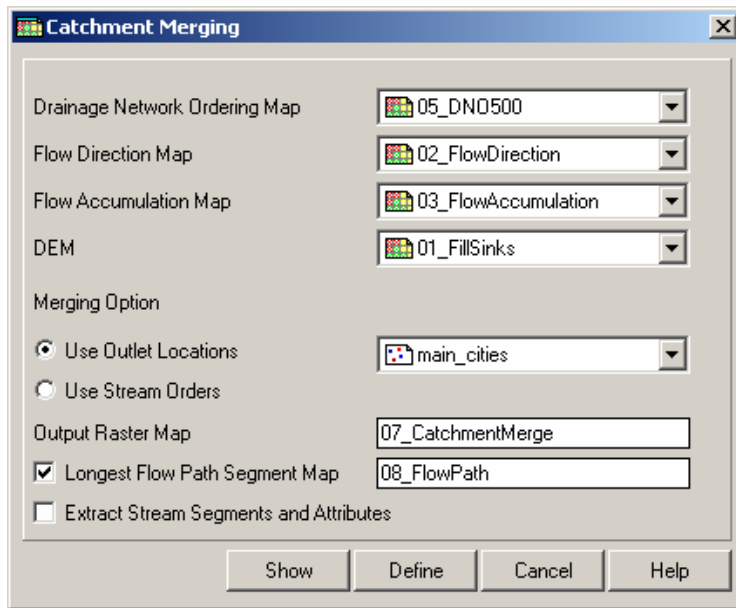 Catchment Merging
Drainage Network Ordering Map 05_DNO500
Flow Direction Map 02_FlowDirection
Flow Accumulation Map 03_FlowAccumulation
DEM 01_FillSinks
Merging Option
Use Outlet Locations main_cities
Use Stream Orders
Output Raster Map 07_CatchmentMerge
Longest Flow Path Segment Map 08_FlowPath
Extract Stream Segments and Attributes
Show Define Cancel Help